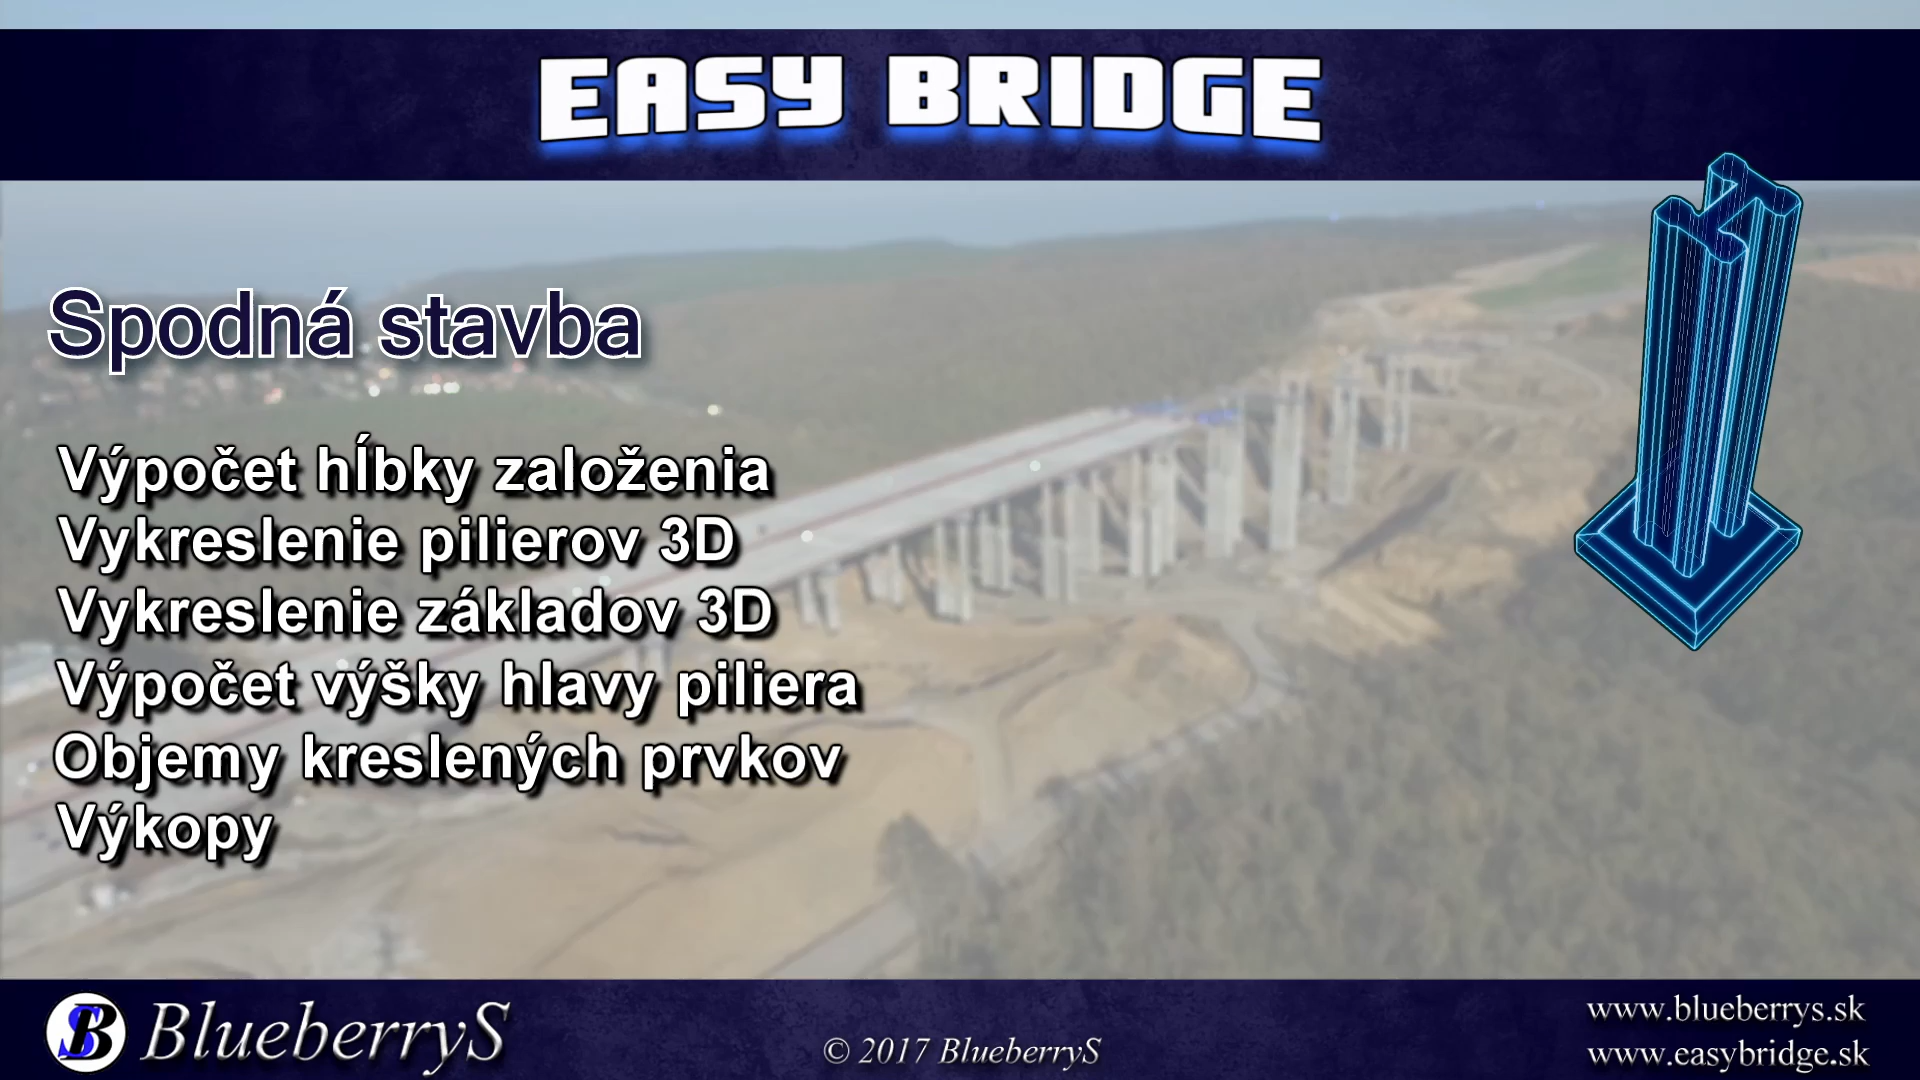 EASY BRIDGE
Spodná stavba
Výpočet hĺbky založenia
Vykreslenie pilierov 3D
Vykreslenie základov 3D
Výpočet výšky hlavy piliera
Objemy kreslených prvkov
Výkopy
BlueberryS
© 2017 BlueberryS
www.blueberrys.sk
www.easybridge.sk